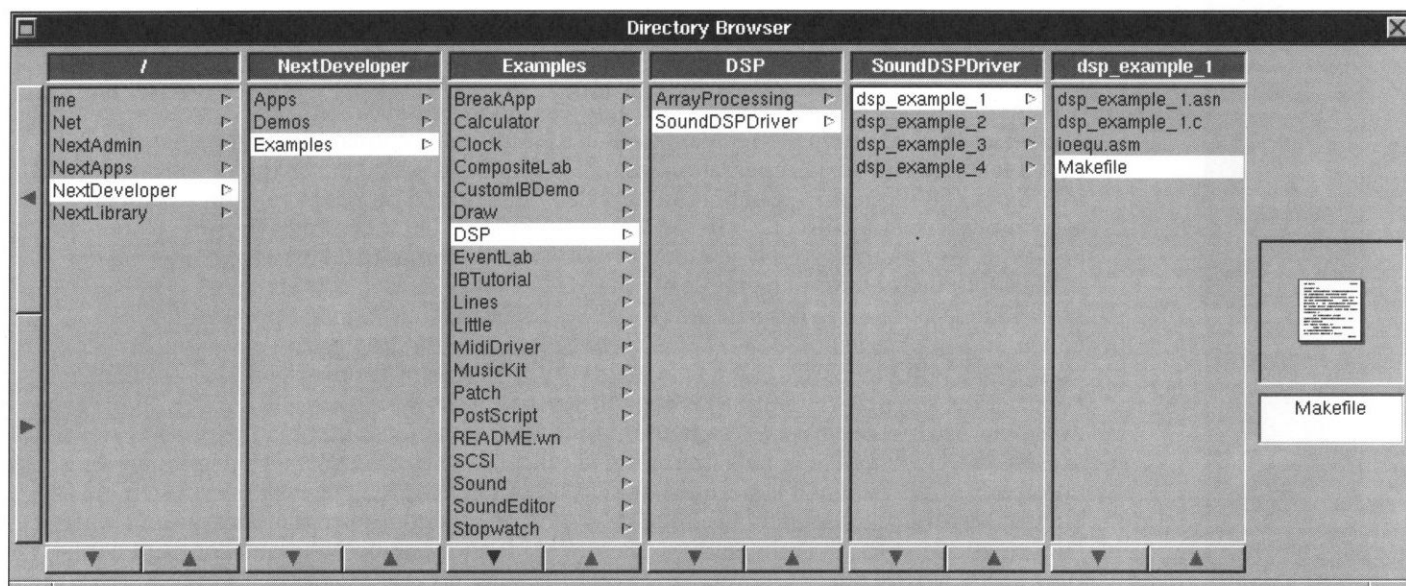 Directory Browser
/
me
Net
NextAdmin
NextApps
NextDeveloper
NextLibrary
NextDeveloper
Apps
Demos
Examples
Examples
BreakApp
Calculator
Clock
CompositeLab
CustomIBDemo
Draw
DSP
EventLab
IBTutorial
Lines
Little
MidiDriver
MusicKit
Patch
PostScript
README.wn
SCSI
Sound
SoundEditor
Stopwatch
DSP
ArrayProcessing
SoundDSPDriver
SoundDSPDriver
dsp_example_1
dsp_example_2
dsp_example_3
dsp_example_4
dsp_example_1
dsp_example_1.asn
dsp_example_1.c
ioequ.asm
Makefile
Makefile